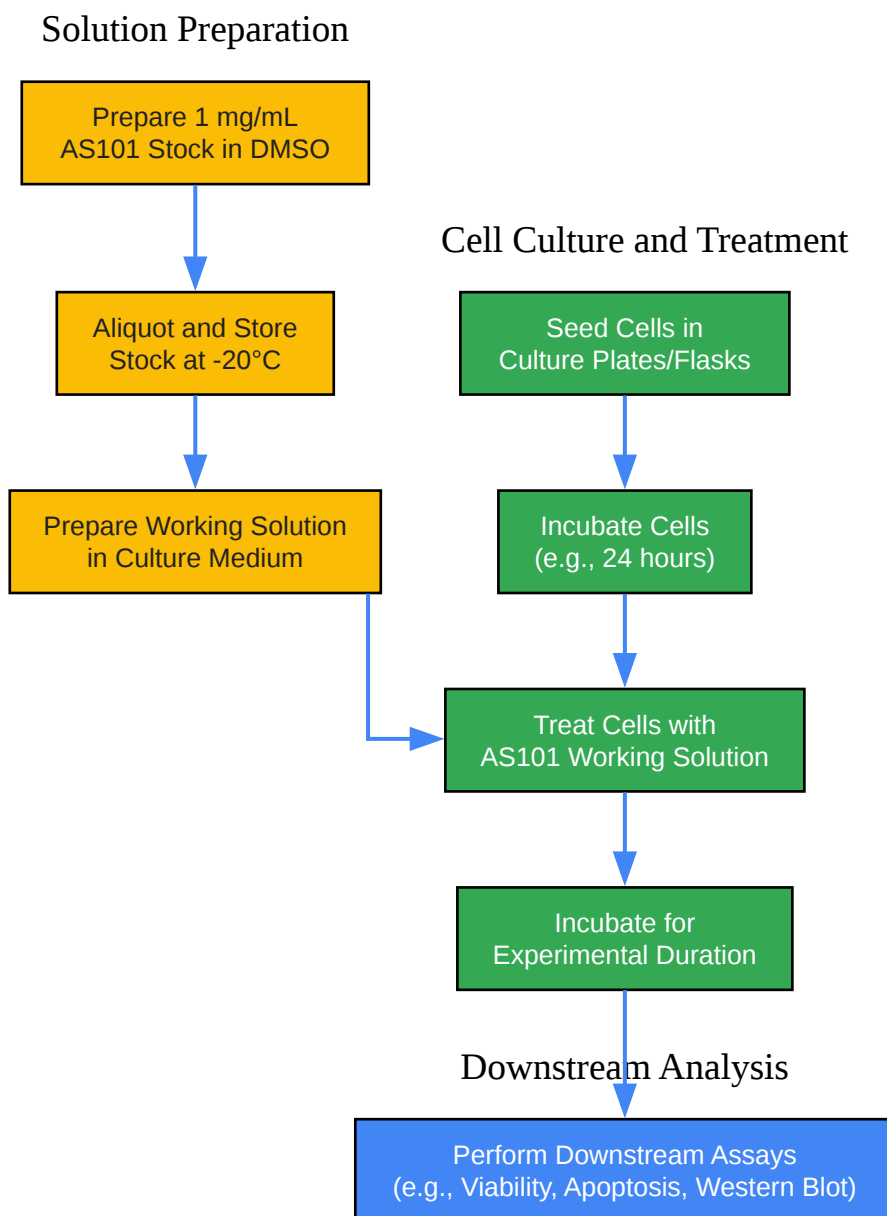 Solution Preparation
Prepare 1 mg/mL
AS101 Stock in DMSO
Aliquot and Store
Stock at -20°C
Prepare Working Solution
in Culture Medium
Cell Culture and Treatment
Seed Cells in
Culture Plates/Flasks
Incubate Cells
(e.g., 24 hours)
Treat Cells with
AS101 Working Solution
Incubate for
Experimental Duration
Downstream Analysis
Perform Downstream Assays
(e.g., Viability, Apoptosis, Western Blot)